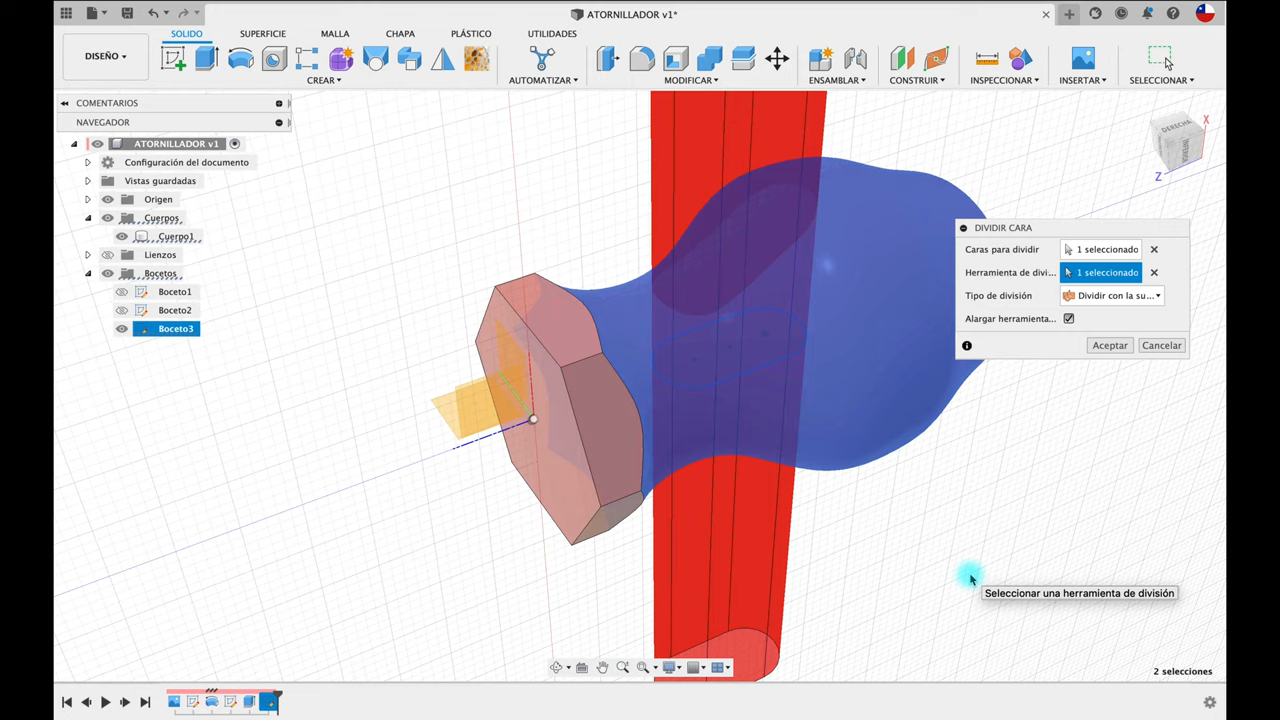 ATORNILLADOR v1*
DISEÑO
SOLIDO
SUPERFICIE
MALLA
CHAPA
PLÁSTICO
UTILIDADES
CREAR
AUTOMATIZAR
MODIFICAR
ENSAMBLAR
CONSTRUIR
INSPECCIONAR
INSERTAR
SELECCIONAR
COMENTARIOS
NAVEGADOR
ATORNILLADOR v1
Configuración del documento
Vistas guardadas
Origen
Cuerpos
Cuerpo1
Lienzos
Bocetos
Boceto1
Boceto2
Boceto3
DERECHA
INFERIOR
X
Z
DIVIDIR CARA
Caras para dividir 1 seleccionado
Herramienta de divi... 1 seleccionado
Tipo de división Dividir con la su...
Alargar herramienta...
Aceptar Cancelar
Seleccionar una herramienta de división
2 selecciones